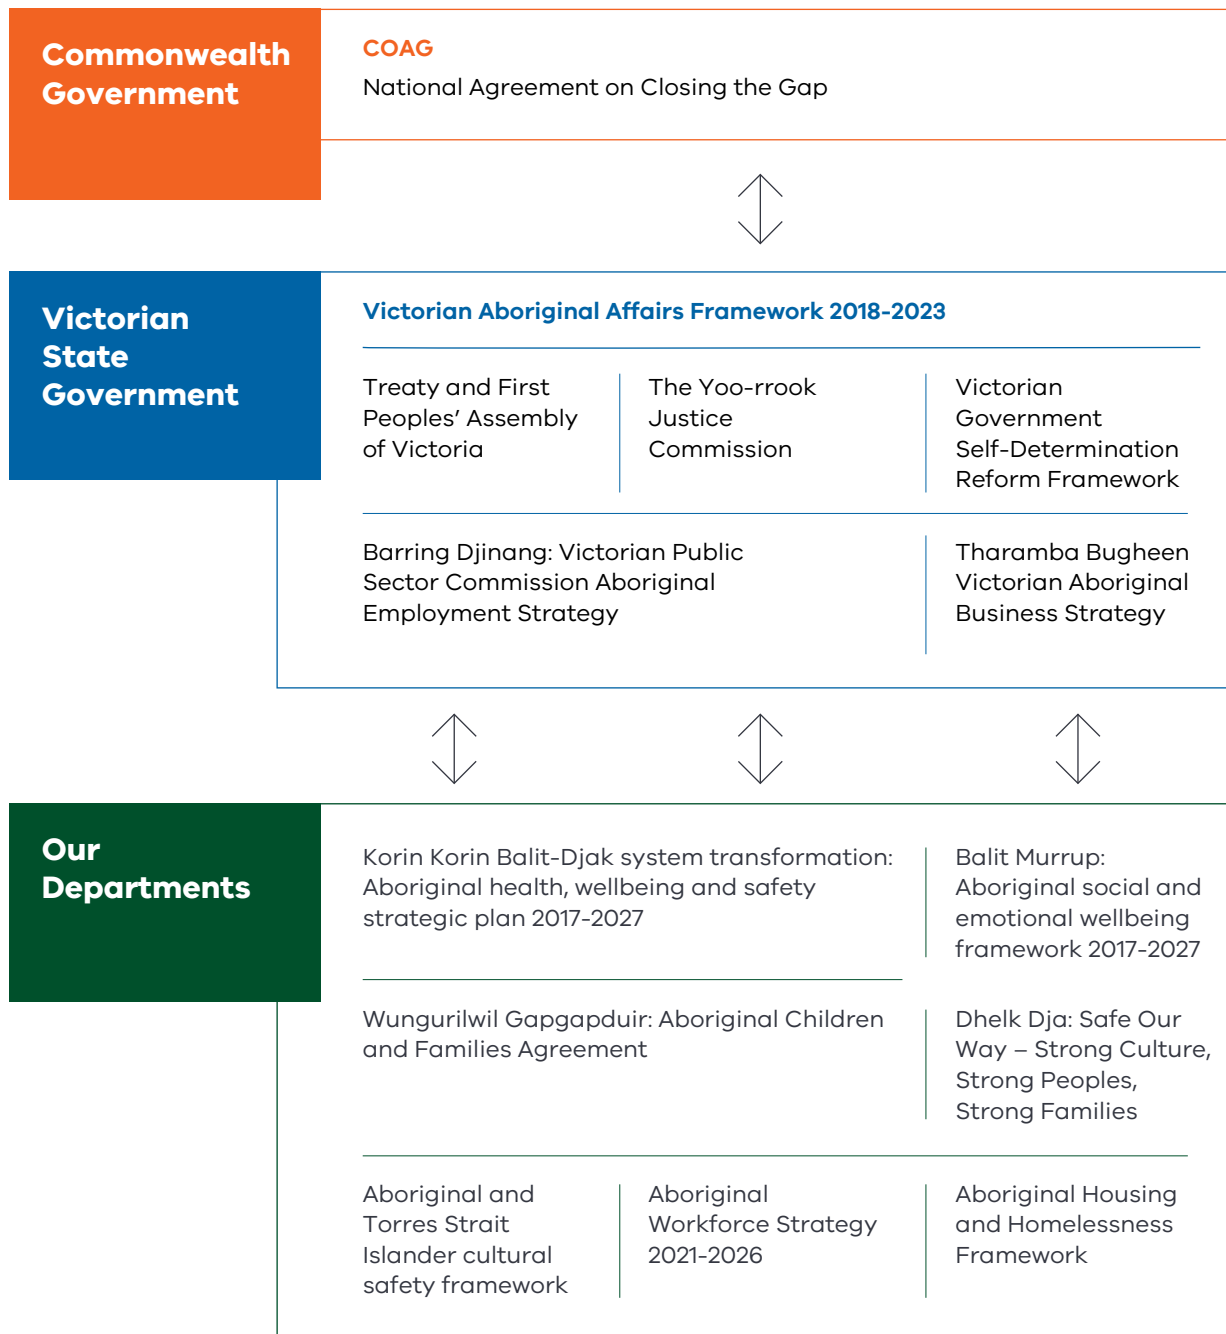 Commonwealth
Government
COAG
National Agreement on Closing the Gap
Victorian
State
Government
Victorian Aboriginal Affairs Framework 2018-2023
Treaty and First
Peoples’ Assembly
of Victoria
The Yoo-rrook
Justice
Commission
Victorian
Government
Self-Determination
Reform Framework
Barring Djinang: Victorian Public
Sector Commission Aboriginal
Employment Strategy
Tharamba Bugheen
Victorian Aboriginal
Business Strategy
Our
Departments
Korin Korin Balit-Djak system transformation:
Aboriginal health, wellbeing and safety
strategic plan 2017-2027
Balit Murrup:
Aboriginal social and
emotional wellbeing
framework 2017-2027
Wungurilwil Gapgapduir: Aboriginal Children
and Families Agreement
Dhelk Dja: Safe Our
Way – Strong Culture,
Strong Peoples,
Strong Families
Aboriginal and
Torres Strait
Islander cultural
safety framework
Aboriginal
Workforce Strategy
2021-2026
Aboriginal Housing
and Homelessness
Framework